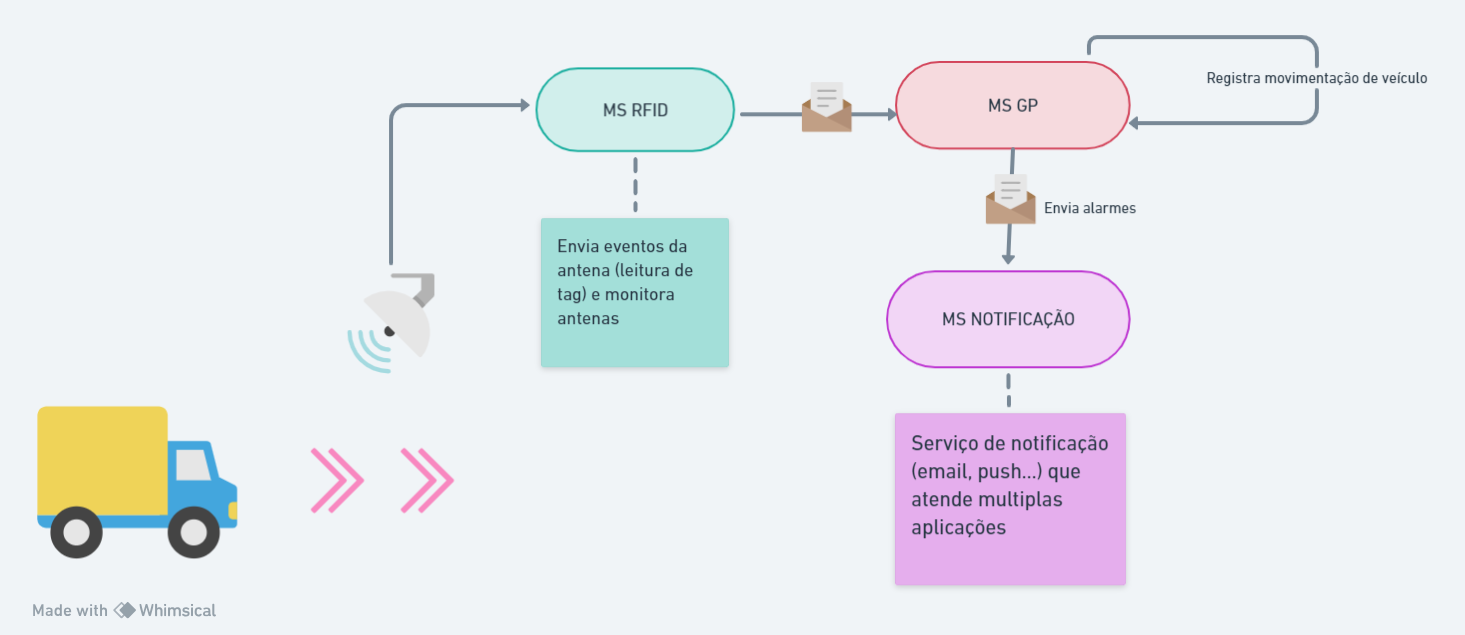 MS RFID
MS GP
Registra movimentação de veículo
Envia alarmes
Envia eventos da
antena (leitura de
tag) e monitora
antenas
MS NOTIFICAÇÃO
Serviço de notificação
(email, push...) que
atende multiplas
aplicações
Made with Whimsical